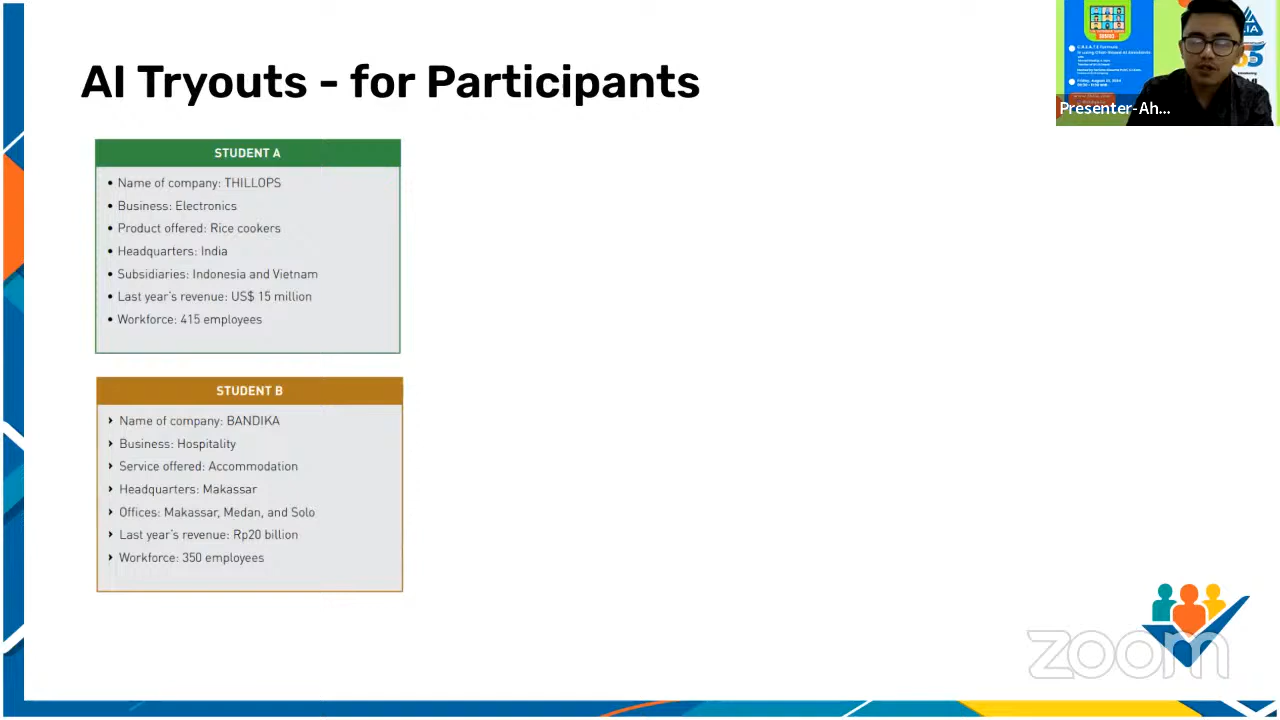 AI Tryouts - for Participants
STUDENT A
• Name of company: THILLOPS
• Business: Electronics
• Product offered: Rice cookers
• Headquarters: India
• Subsidiaries: Indonesia and Vietnam
• Last year's revenue: US$ 15 million
• Workforce: 415 employees
STUDENT B
› Name of company: BANDIKA
› Business: Hospitality
› Service offered: Accommodation
› Headquarters: Makassar
› Offices: Makassar, Medan, and Solo
› Last year's revenue: Rp20 billion
› Workforce: 350 employees
Presenter-Ah...
zoom